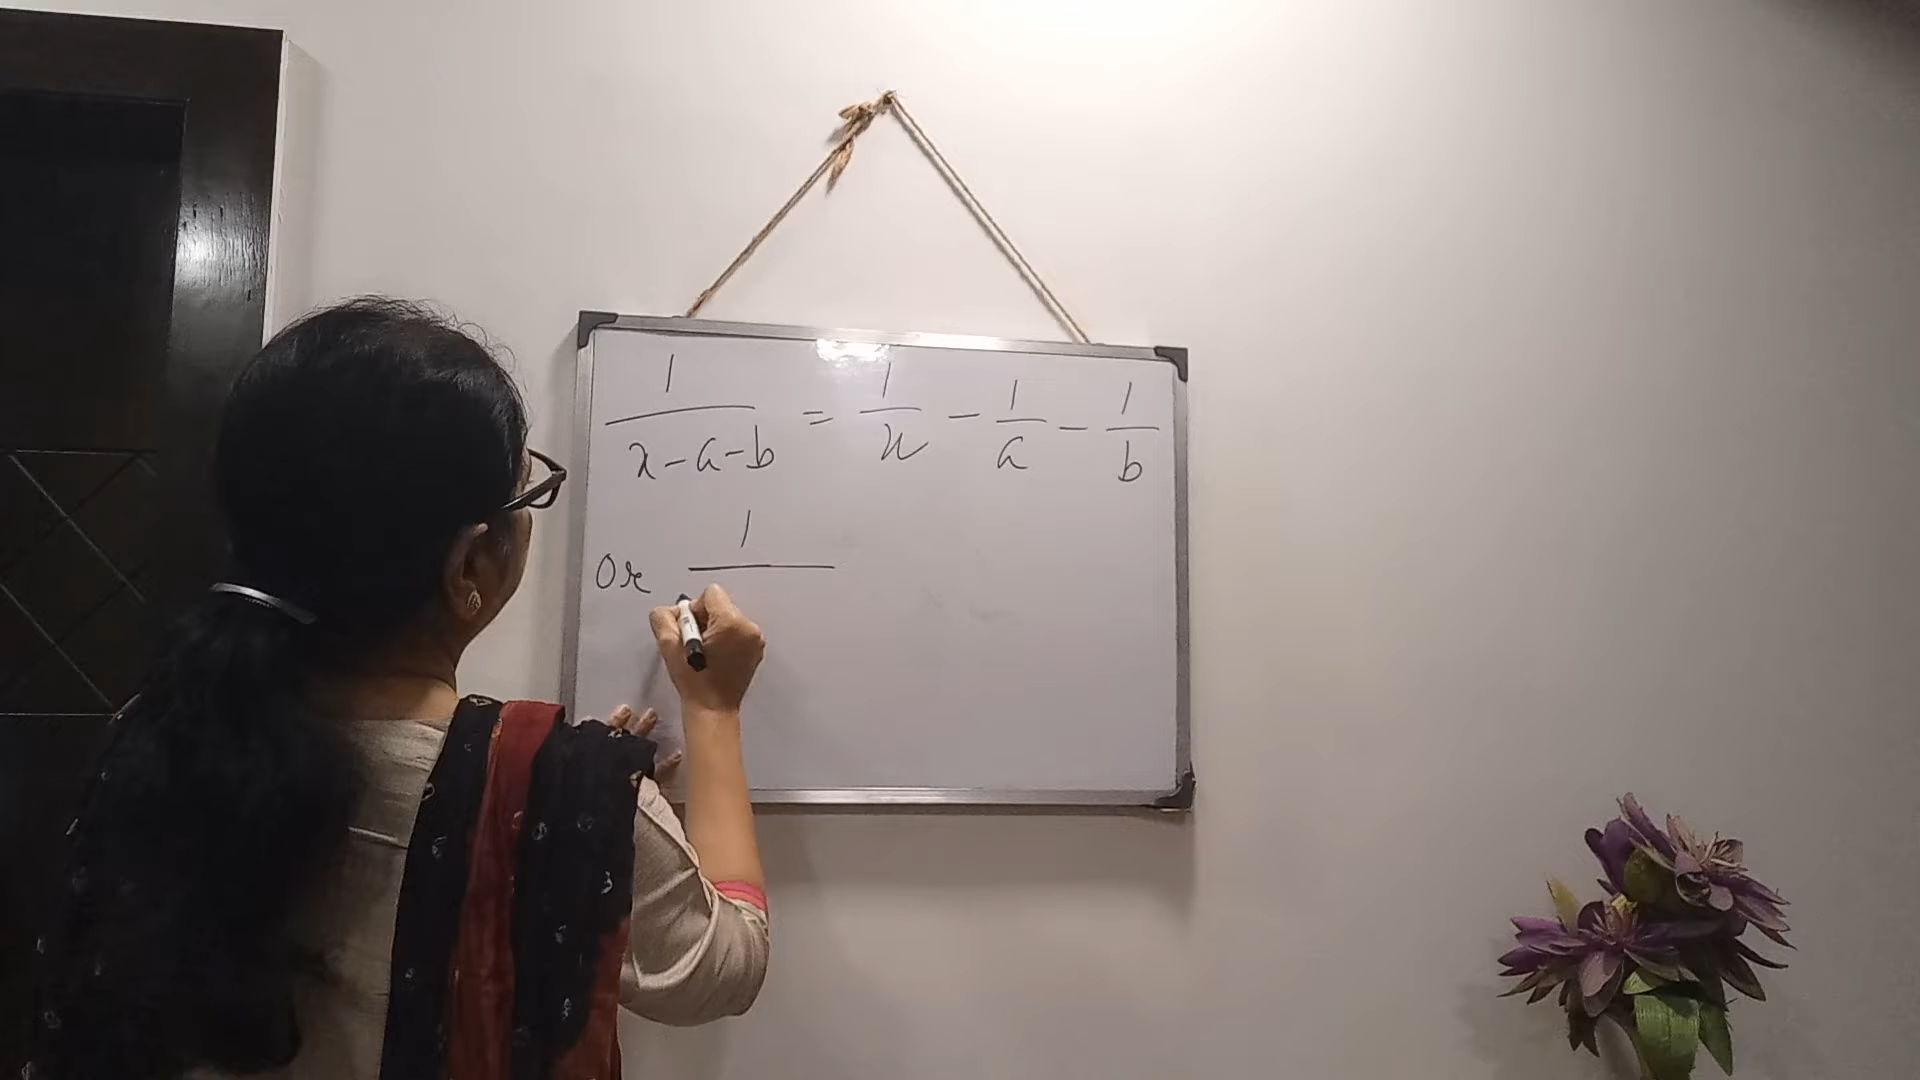 1/(x-a-b) = 1/x - 1/a - 1/b
Or 1/